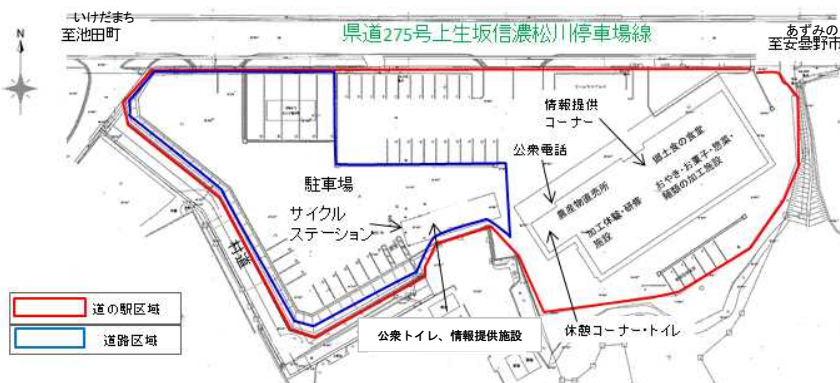 いけだまち
至池田町
県道275号上生坂信濃松川停車場線
あずみの
至安曇野市
N
情報提供
コーナー
公衆電話
郷土食の食堂
おやき・お菓子・惣菜・
麺類の加工施設
駐車場
農産物直売所
サイクル
ステーション
加工体験・研修
施設
村道
道の駅区域
道路区域
公衆トイレ、情報提供施設
休憩コーナー・トイレ